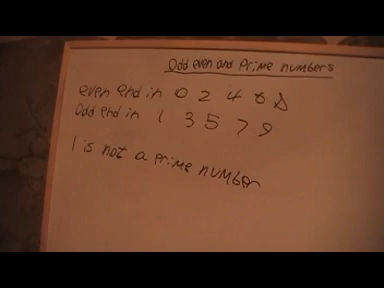 Odd even and Prime numbers
even end in 0 2 4 6 8
Odd end in 1 3 5 7 9
1 is not a Prime number